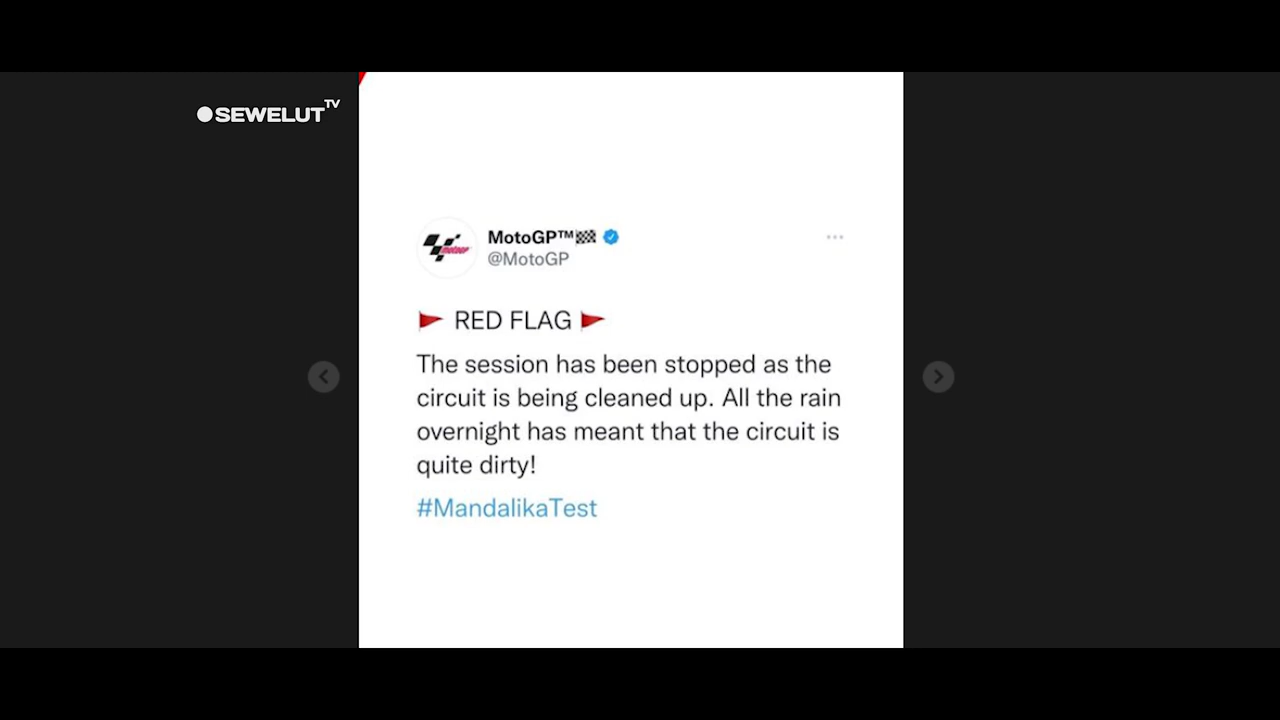 SEWELUT TV
MotoGP™🏁
@MotoGP
🚩 RED FLAG 🚩
The session has been stopped as the
circuit is being cleaned up. All the rain
overnight has meant that the circuit is
quite dirty!
#MandalikaTest